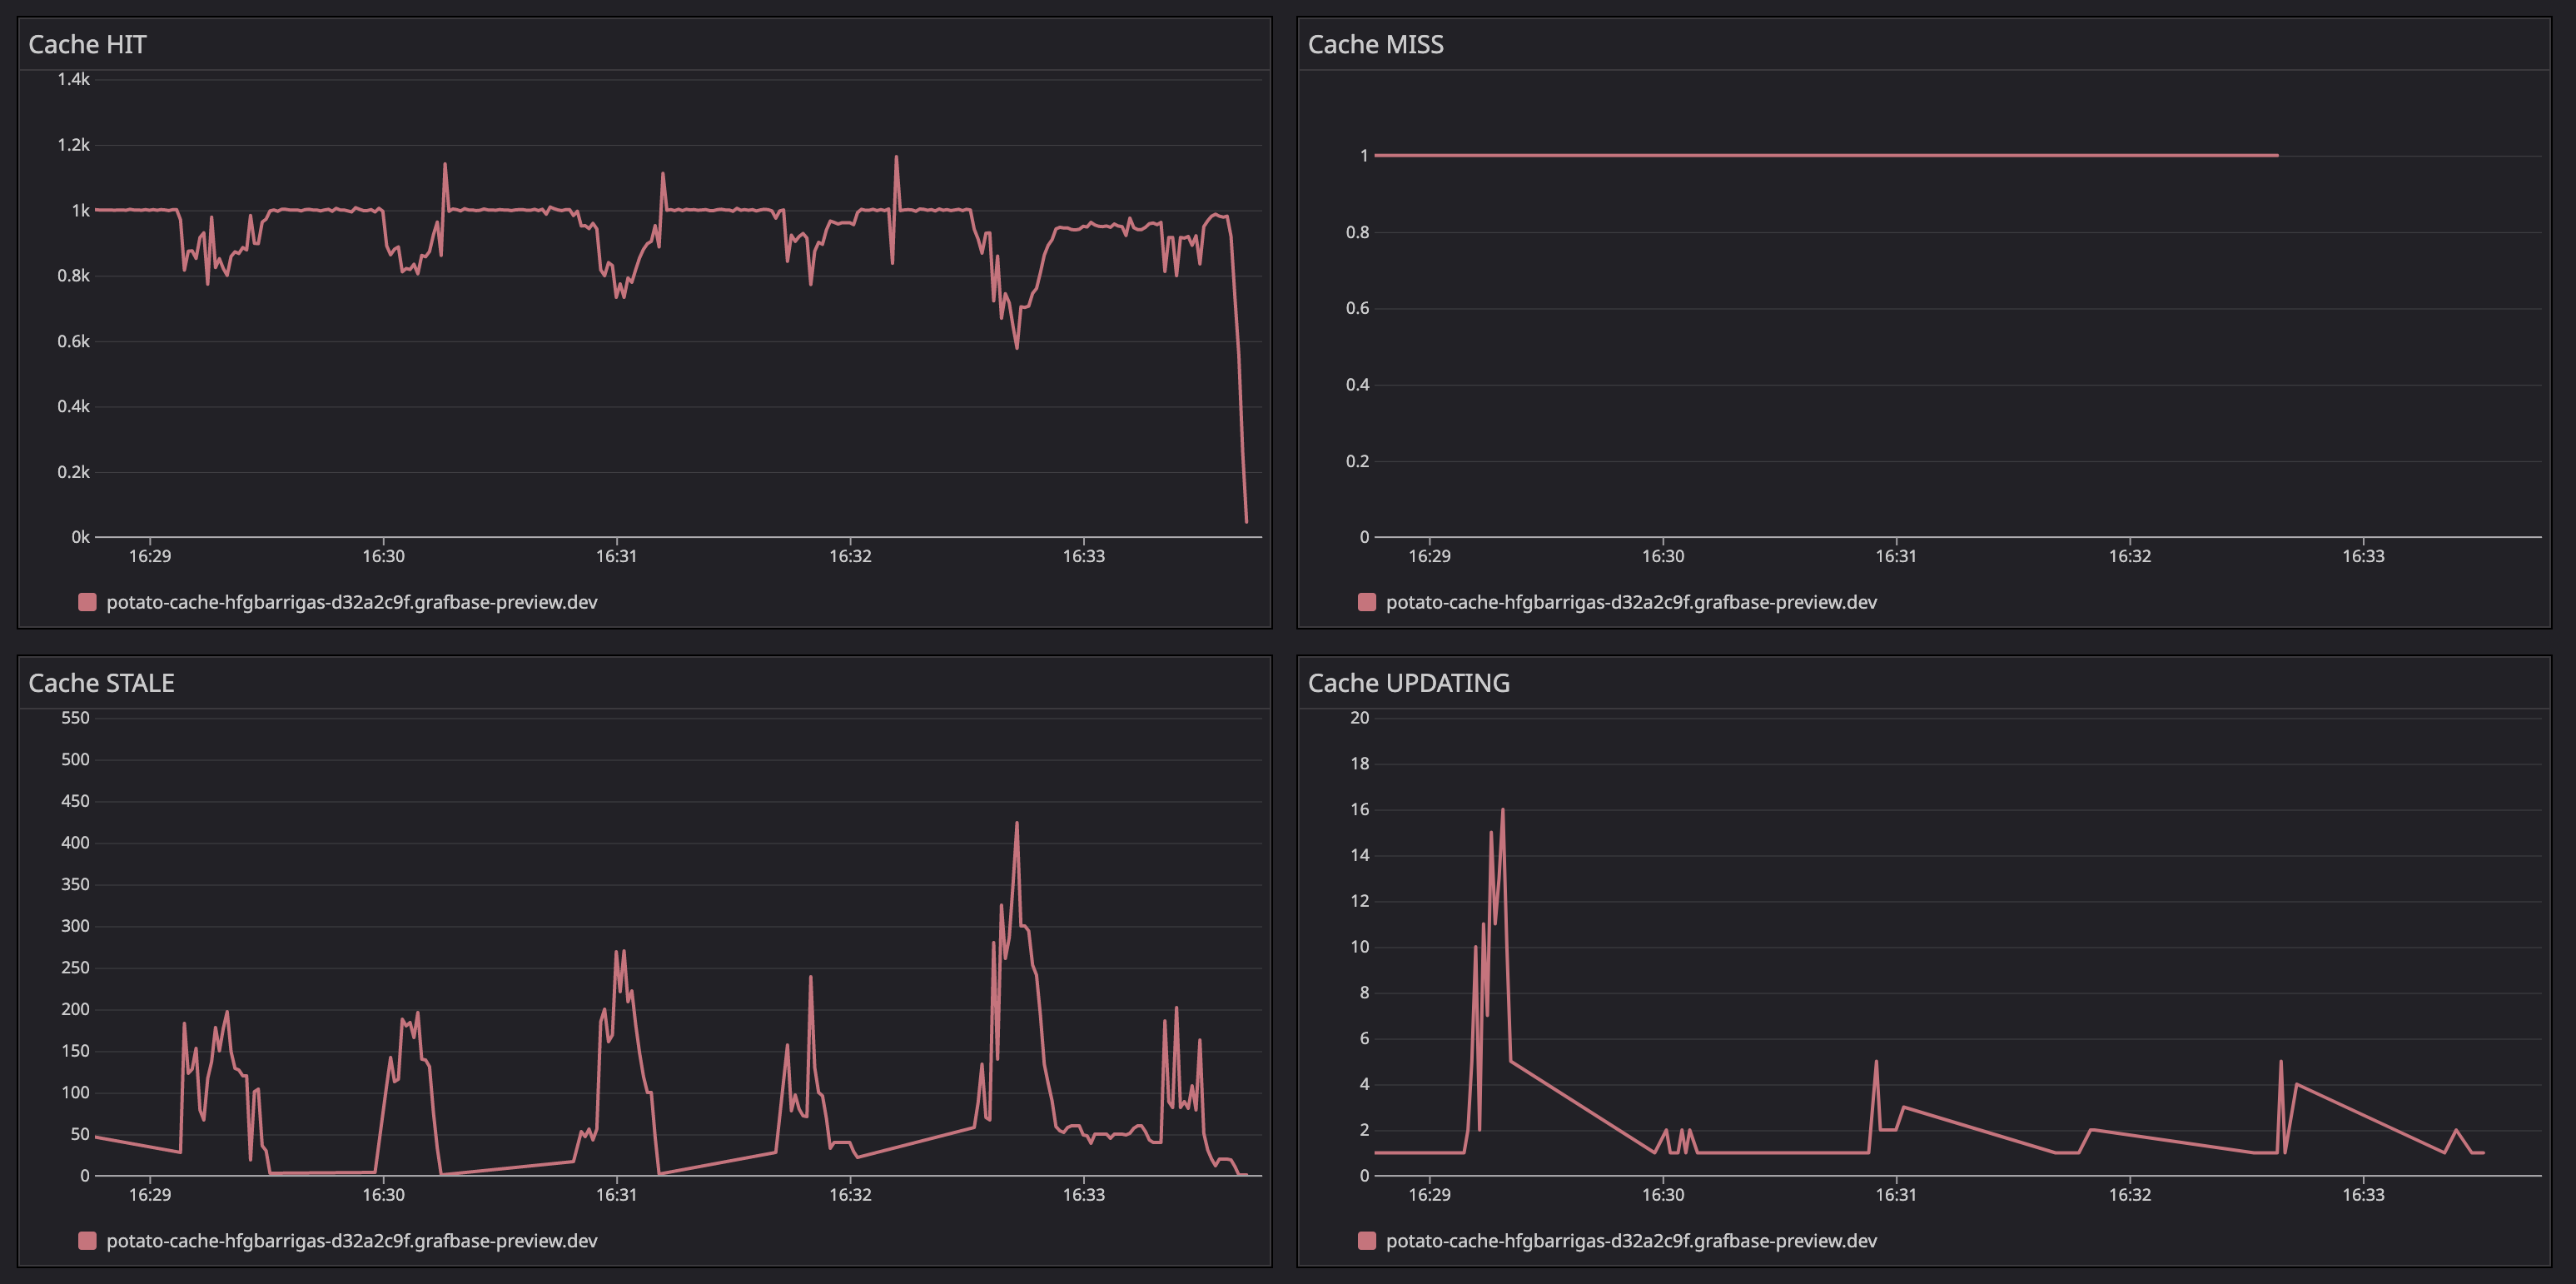 Cache HIT
1.4k
1.2k
1k
0.8k
0.6k
0.4k
0.2k
0k
16:29 16:30 16:31 16:32 16:33
potato-cache-hfgbarrigas-d32a2c9f.grafbase-preview.dev
Cache MISS
1
0.8
0.6
0.4
0.2
0
16:29 16:30 16:31 16:32 16:33
potato-cache-hfgbarrigas-d32a2c9f.grafbase-preview.dev
Cache STALE
550
500
450
400
350
300
250
200
150
100
50
0
16:29 16:30 16:31 16:32 16:33
potato-cache-hfgbarrigas-d32a2c9f.grafbase-preview.dev
Cache UPDATING
20
18
16
14
12
10
8
6
4
2
0
16:29 16:30 16:31 16:32 16:33
potato-cache-hfgbarrigas-d32a2c9f.grafbase-preview.dev